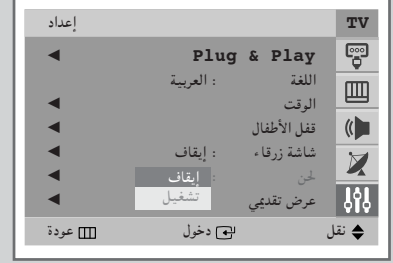 TV إعداد
Plug & Play ◄
اللغة : العربية
الوقت ◄
قفل الأطفال ◄
شاشة زرقاء : إيقاف ◄
لحن : إيقاف ◄
تشغيل
عرض تقديمي ◄
نقل دخول عودة